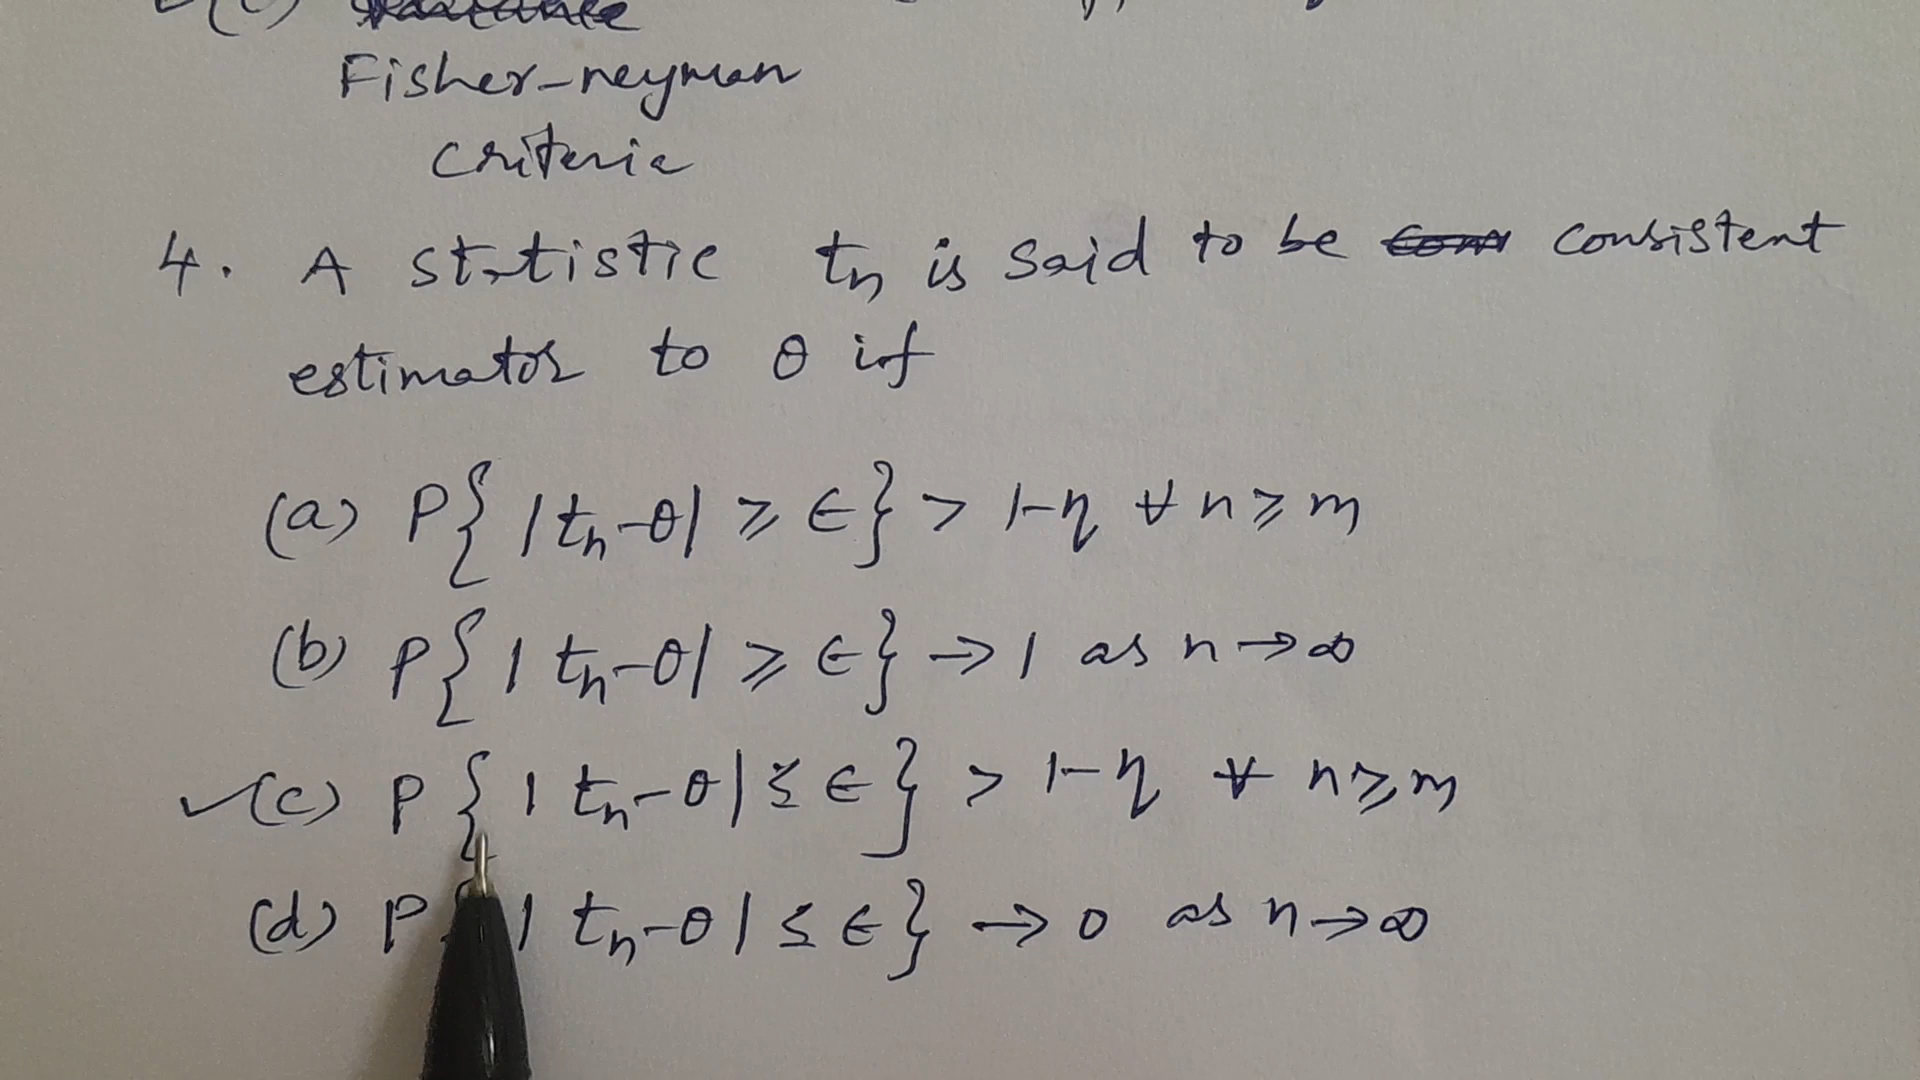 Fisher-neyman
criteria
4. A statistic tn is said to be consistent
estimator to θ if
(a) P{ |tn-θ| ≥ ϵ } > 1-η ∀ n ≥ m
(b) P{ |tn-θ| ≥ ϵ } → 1 as n → ∞
✓(c) P{ |tn-θ| ≤ ϵ } > 1-η ∀ n ≥ m
(d) P{ |tn-θ| ≤ ϵ } → 0 as n → ∞